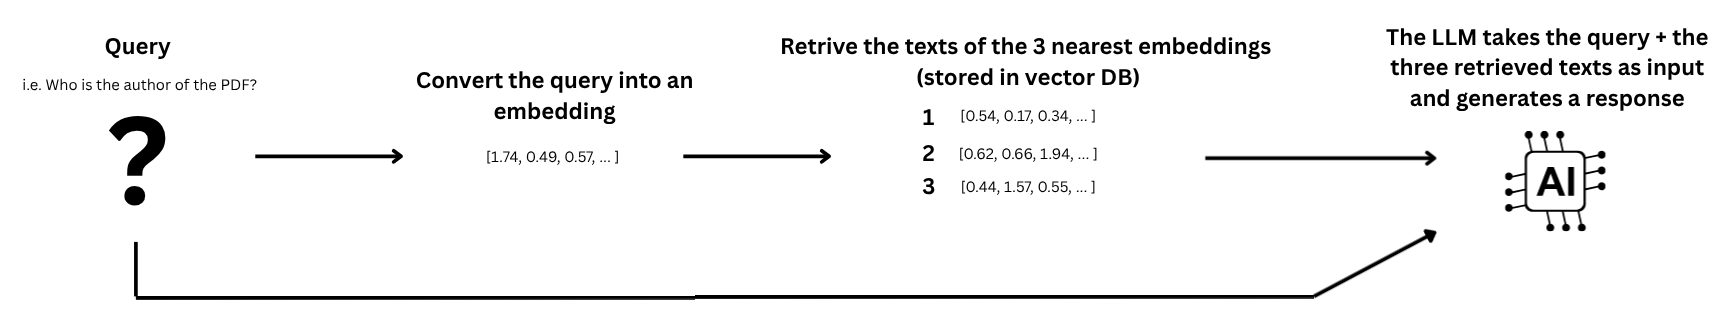 Query
i.e. Who is the author of the PDF?
?
Convert the query into an
embedding
[1.74, 0.49, 0.57, ... ]
Retrive the texts of the 3 nearest embeddings
(stored in vector DB)
1 [0.54, 0.17, 0.34, ... ]
2 [0.62, 0.66, 1.94, ... ]
3 [0.44, 1.57, 0.55, ... ]
The LLM takes the query + the
three retrieved texts as input
and generates a response
AI